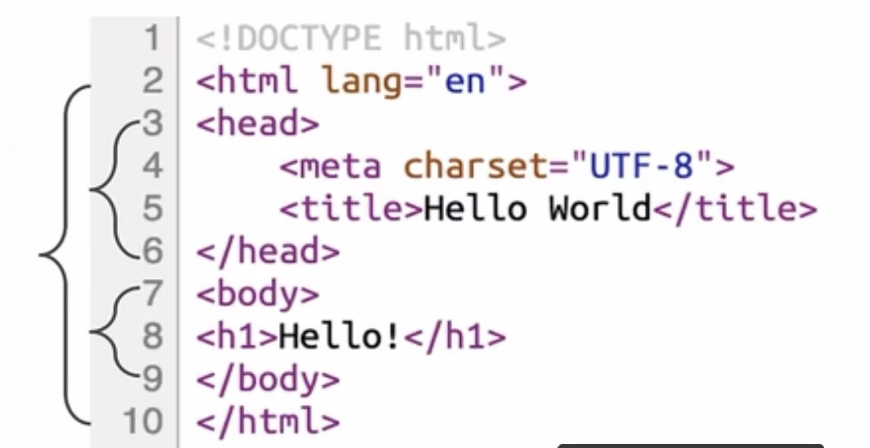 1 <!DOCTYPE html>
2 <html lang="en">
3 <head>
4     <meta charset="UTF-8">
5     <title>Hello World</title>
6 </head>
7 <body>
8 <h1>Hello!</h1>
9 </body>
10 </html>